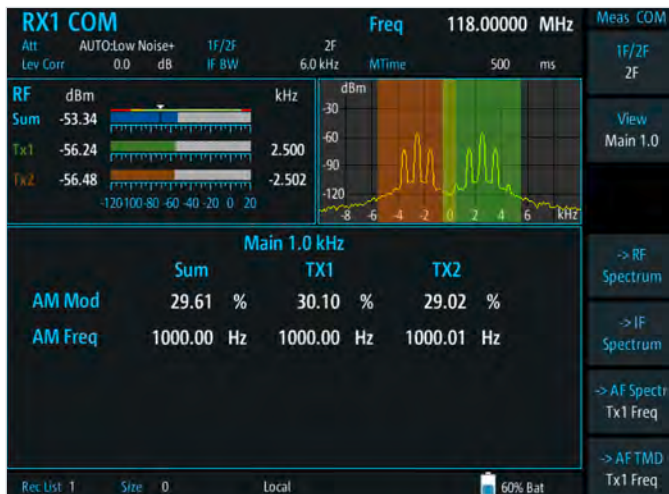 RX1 COM Freq 118.00000 MHz
Att AUTO:Low Noise+ 1F/2F 2F
Lev Corr 0.0 dB IF BW 6.0 kHz MTime 500 ms
RF dBm kHz
Sum -53.34
Tx1 -56.24 2.500
Tx2 -56.48 -2.502
-120 -100 -80 -60 -40 -20 0 20
dBm
-30
-60
-90
-120
-8 -6 -4 -2 0 2 4 6 kHz
Main 1.0 kHz
Sum TX1 TX2
AM Mod 29.61 % 30.10 % 29.02 %
AM Freq 1000.00 Hz 1000.00 Hz 1000.01 Hz
Rec List 1 Size 0 Local 60% Bat
Meas COM
1F/2F
2F
View
Main 1.0
-> RF
Spectrum
-> IF
Spectrum
-> AF Spectr
Tx1 Freq
-> AF TMD
Tx1 Freq